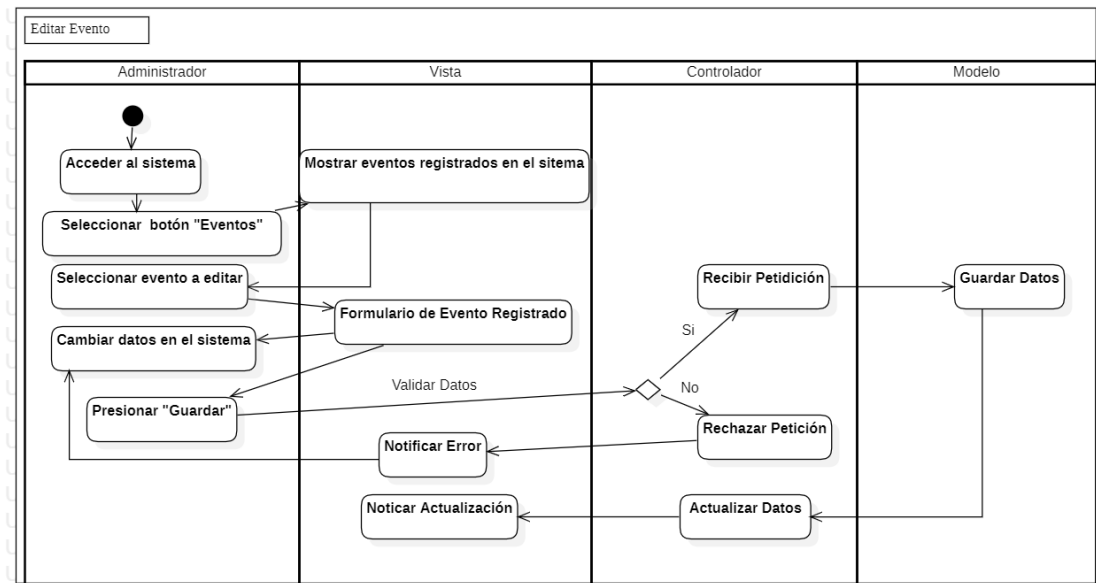 Editar Evento
Administrador
Vista
Controlador
Modelo
Acceder al sistema
Mostrar eventos registrados en el sitema
Seleccionar botón "Eventos"
Seleccionar evento a editar
Recibir Petidición
Guardar Datos
Formulario de Evento Registrado
Si
Cambiar datos en el sistema
Validar Datos
No
Presionar "Guardar"
Rechazar Petición
Notificar Error
Noticar Actualización
Actualizar Datos